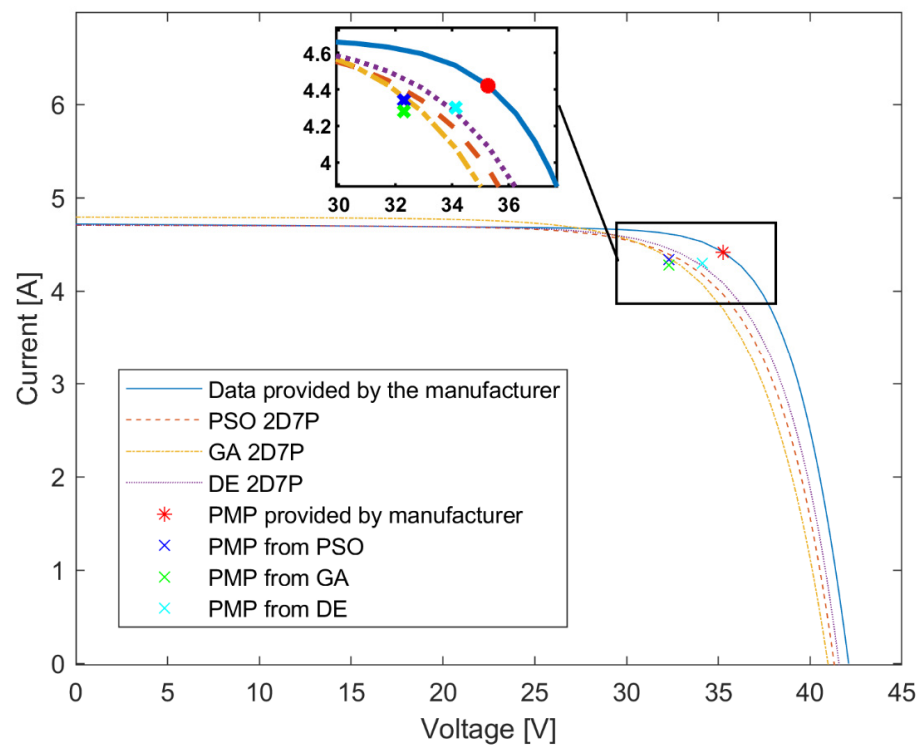 4.6
4.4
4.2
4
30 32 34 36
6
5
4
3
2
1
0
Current [A]
Data provided by the manufacturer
PSO 2D7P
GA 2D7P
DE 2D7P
PMP provided by manufacturer
PMP from PSO
PMP from GA
PMP from DE
0 5 10 15 20 25 30 35 40 45
Voltage [V]